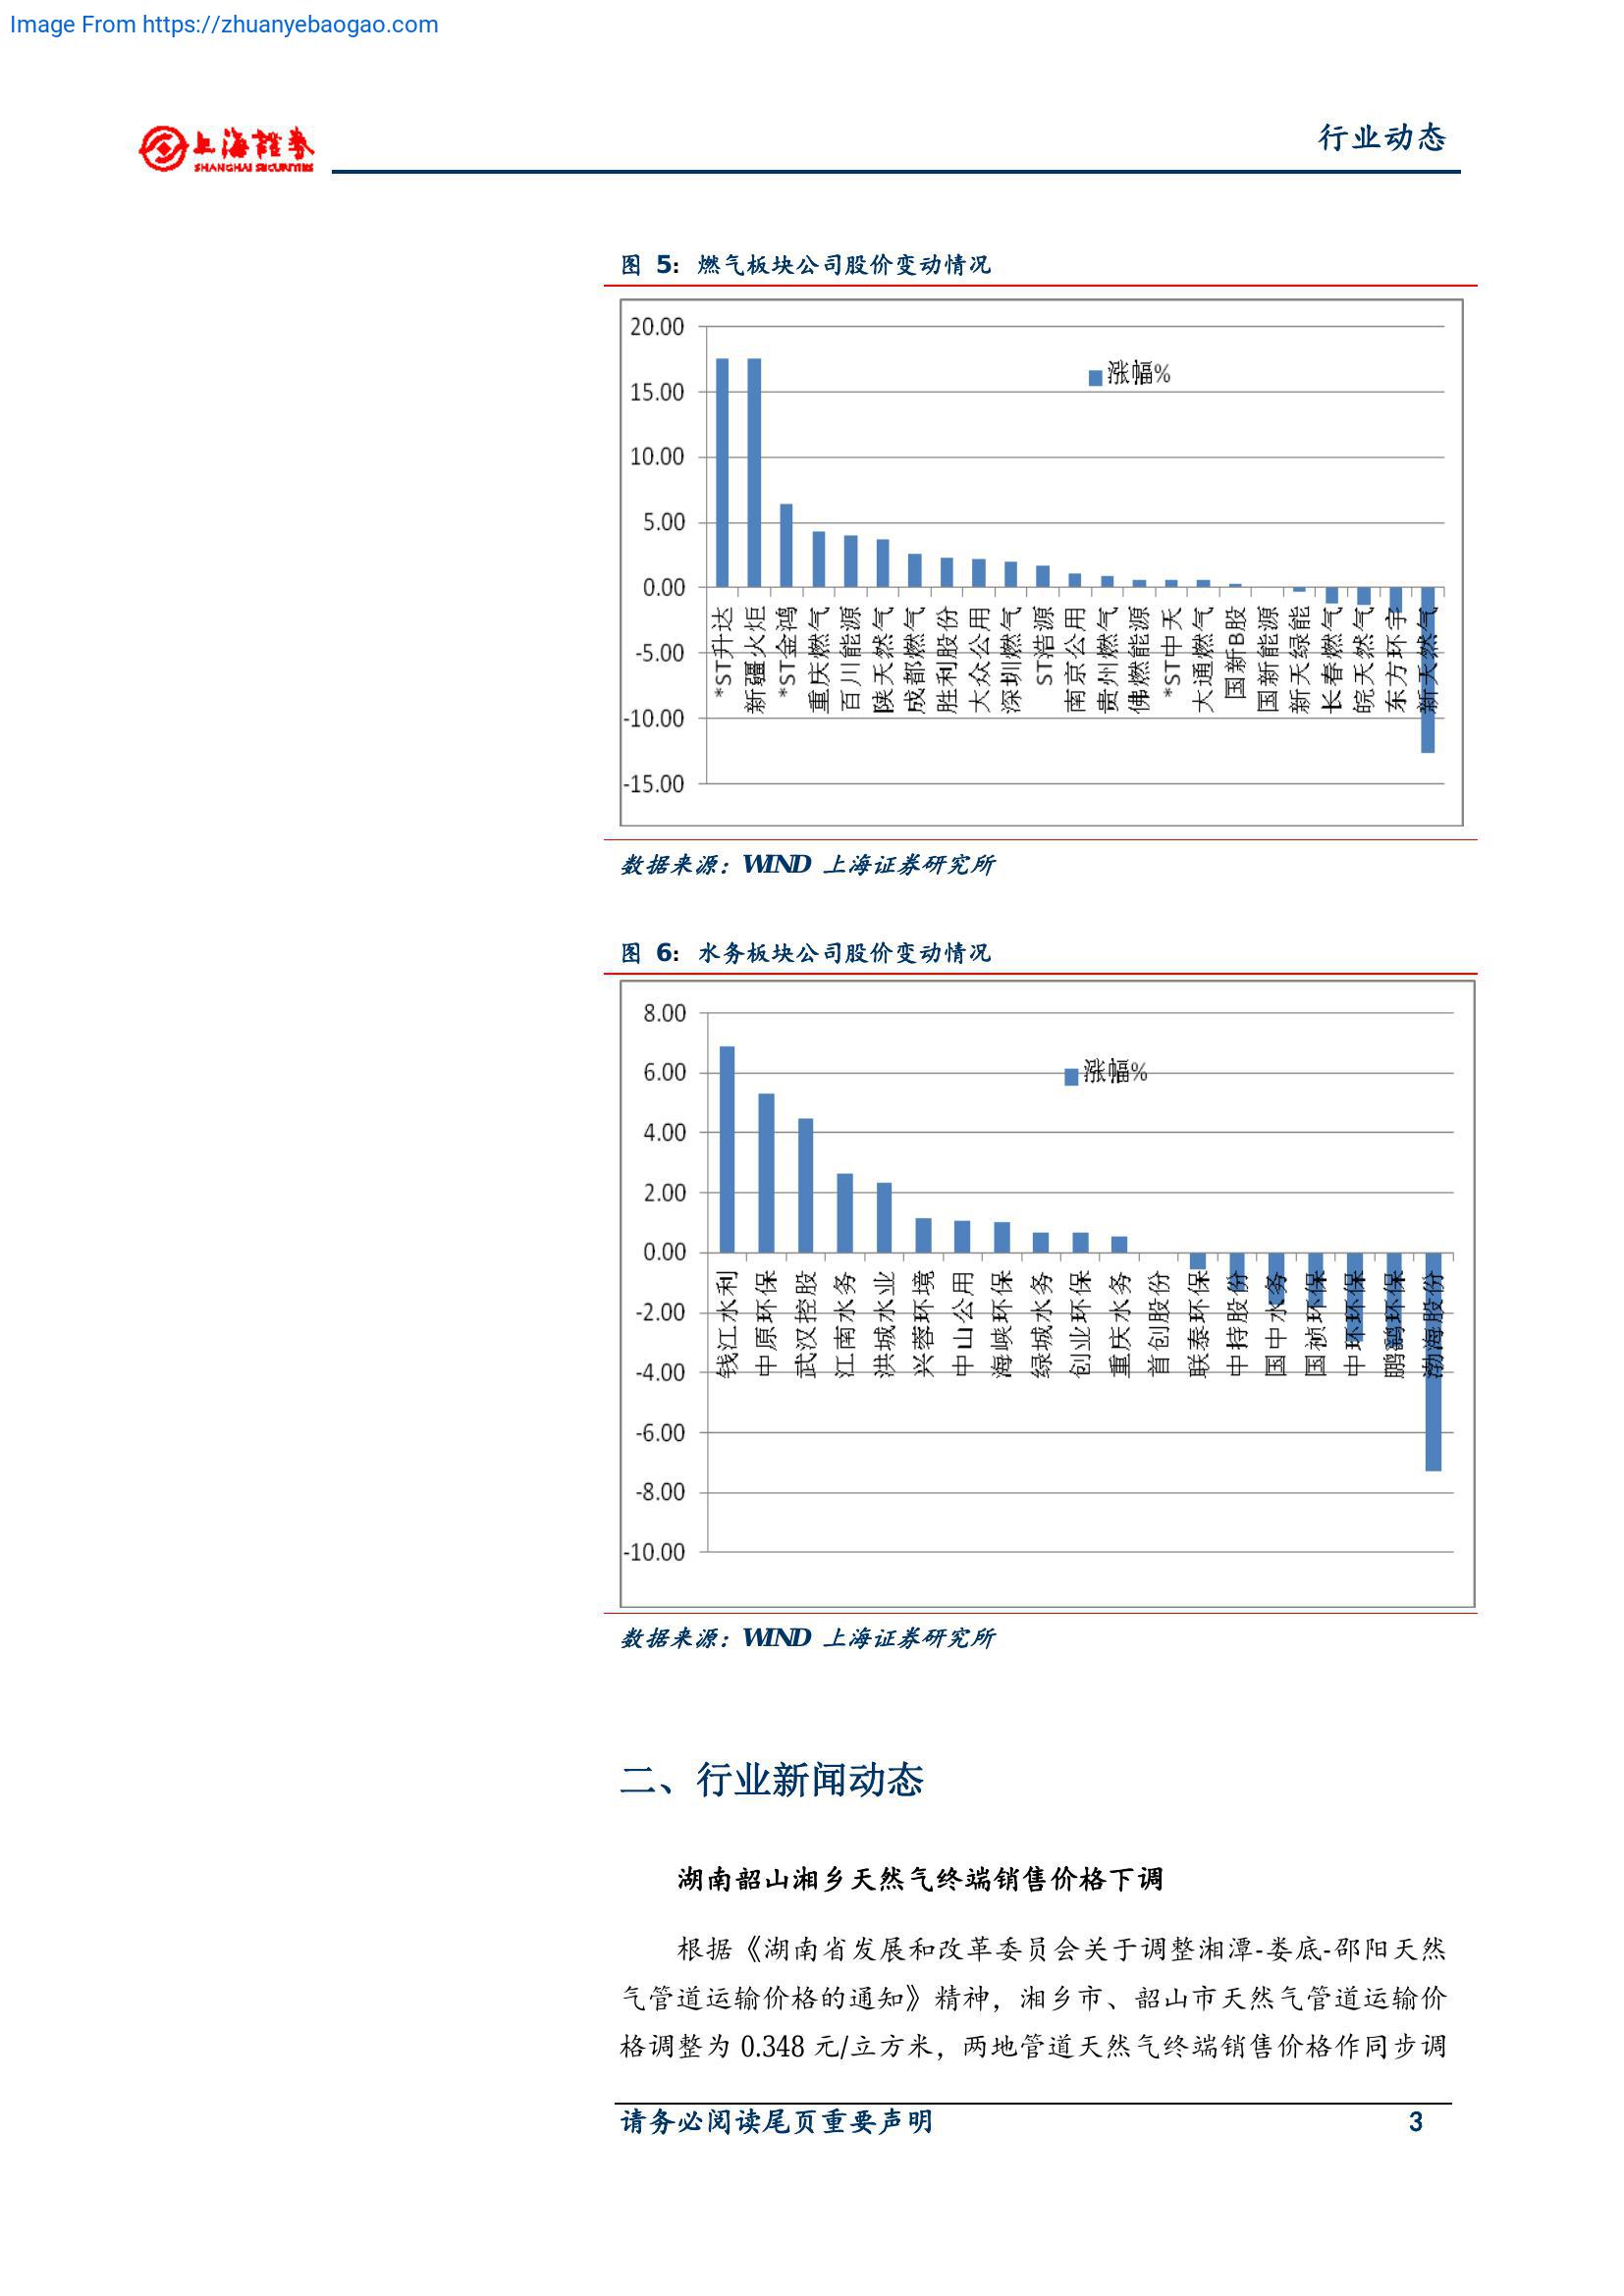 Image From https://zhuanyebaogao.com
上海證券
SHANGHAI SECURITIES
行业动态
图 5: 燃气板块公司股价变动情况
涨幅%
20.00
15.00
10.00
5.00
0.00
-5.00
-10.00
-15.00
*ST升达
新疆火炬
*ST金鸿
重庆燃气
百川能源
陕天然气
成都燃气
胜利股份
大众公用
深圳燃气
ST浩源
南京公用
贵州燃气
佛燃能源
*ST中天
大通燃气
国新B股
国新能源
新天绿能
长春燃气
皖天然气
东方环宇
新天然气
数据来源: WIND 上海证券研究所
图 6: 水务板块公司股价变动情况
涨幅%
8.00
6.00
4.00
2.00
0.00
-2.00
-4.00
-6.00
-8.00
-10.00
钱江水利
中原环保
武汉控股
江南水务
洪城水业
兴蓉环境
中山公用
海峡环保
绿城水务
创业环保
重庆水务
首创股份
联泰环保
中持股份
国中水务
国祯环保
中环环保
鹏鹞环保
渤海股份
数据来源: WIND 上海证券研究所
二、行业新闻动态
湖南韶山湘乡天然气终端销售价格下调
根据《湖南省发展和改革委员会关于调整湘潭-娄底-邵阳天然
气管道运输价格的通知》精神，湘乡市、韶山市天然气管道运输价
格调整为 0.348 元/立方米，两地管道天然气终端销售价格作同步调
请务必阅读尾页重要声明
3